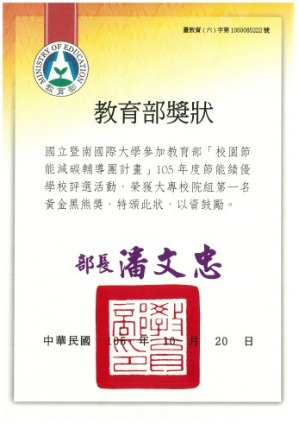 臺教資(六)字第1050085222號
MINISTRY OF EDUCATION
教育部
教育部獎狀
國立暨南國際大學參加教育部「校園節
能減碳輔導團計畫」105年度節能績優
學校評選活動，榮獲大專校院組第一名
黃金黑熊獎，特頒此狀，以資鼓勵。
部長 潘文忠
中華民國 105 年 10 月 20 日